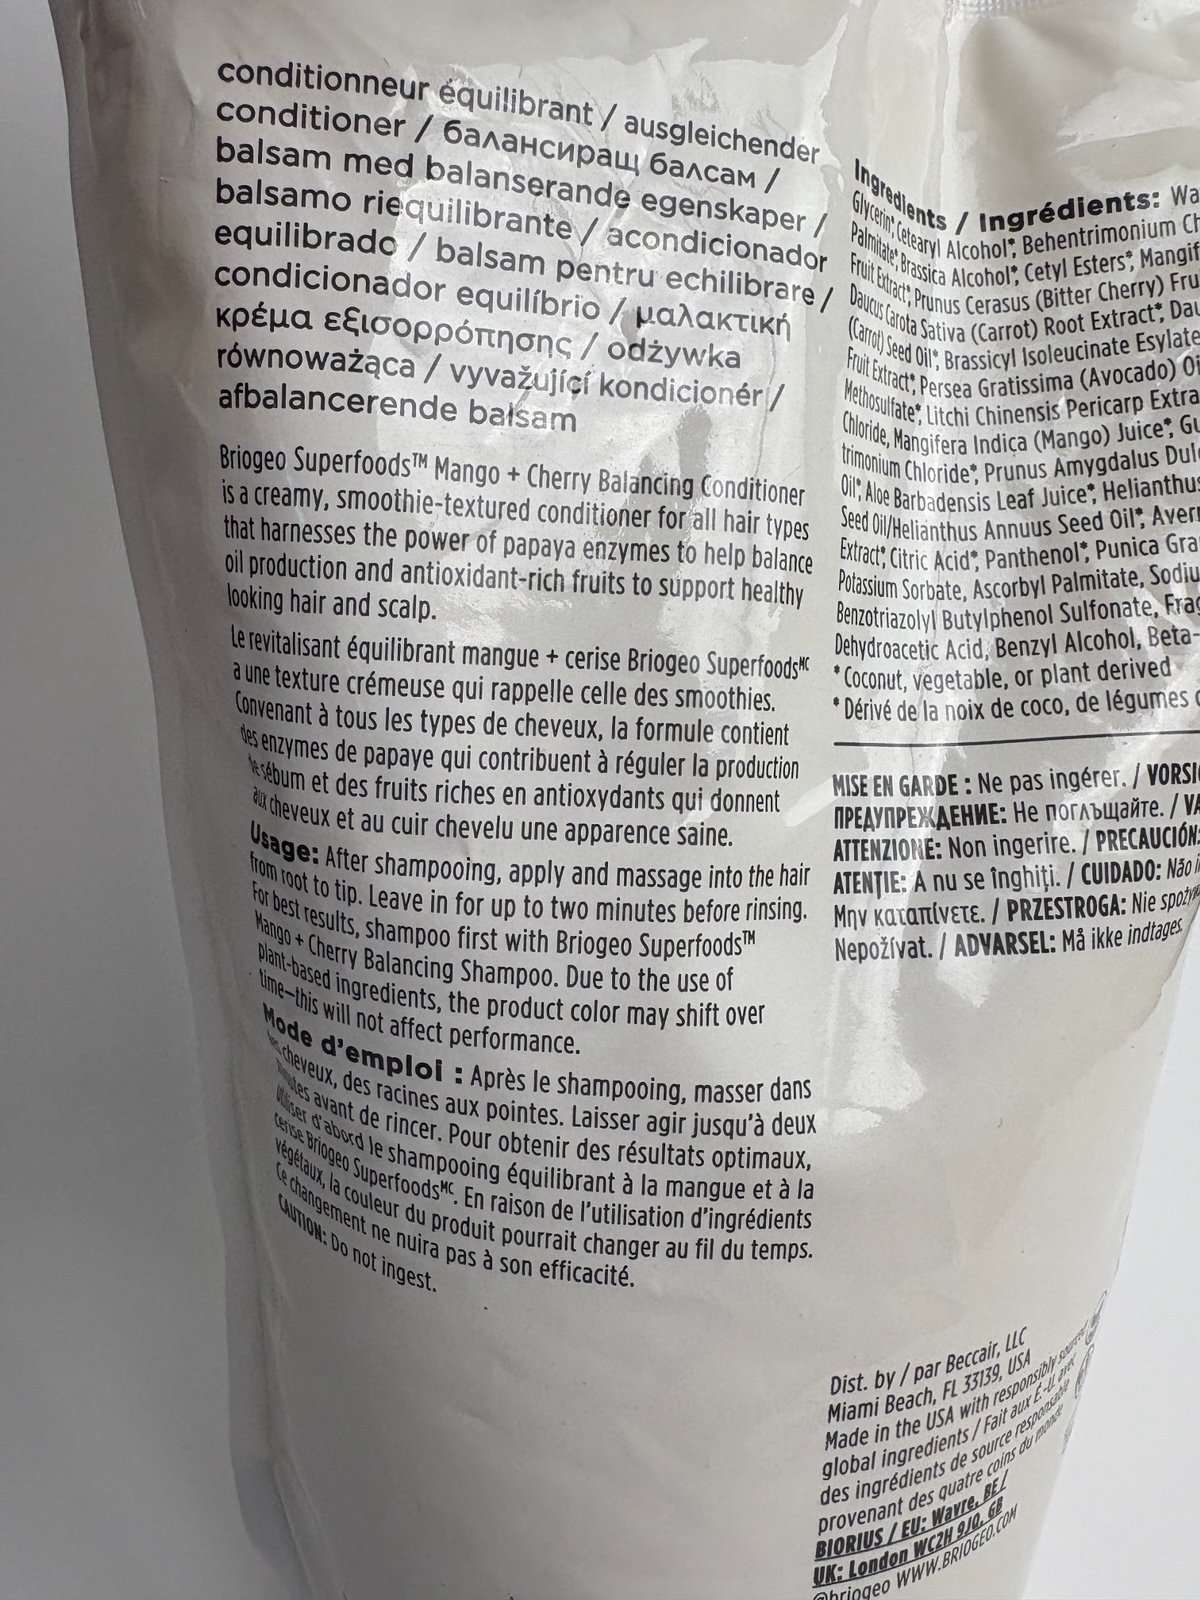 conditionneur équilibrant / ausgleichender
conditioner / балансиращ балсам /
balsam med balanserande egenskaper /
balsamo riequilibrante / acondicionador
equilibrado / balsam pentru echilibrare /
condicionador equilíbrio / μαλακτική
κρέμα εξισορρόπησης / odżywka
równoważąca / vyvažující kondicionér /
afbalancerende balsam
Briogeo Superfoods™ Mango + Cherry Balancing Conditioner
is a creamy, smoothie-textured conditioner for all hair types
that harnesses the power of papaya enzymes to help balance
oil production and antioxidant-rich fruits to support healthy
looking hair and scalp.
Le revitalisant équilibrant mangue + cerise Briogeo Superfoodsᴹᶜ
a une texture crémeuse qui rappelle celle des smoothies.
Convenant à tous les types de cheveux, la formule contient
des enzymes de papaye qui contribuent à réguler la production
de sébum et des fruits riches en antioxydants qui donnent
aux cheveux et au cuir chevelu une apparence saine.
Usage: After shampooing, apply and massage into the hair
from root to tip. Leave in for up to two minutes before rinsing.
For best results, shampoo first with Briogeo Superfoods™
Mango + Cherry Balancing Shampoo. Due to the use of
plant-based ingredients, the product color may shift over
time–this will not affect performance.
Mode d'emploi : Après le shampooing, masser dans
les cheveux, des racines aux pointes. Laisser agir jusqu'à deux
minutes avant de rincer. Pour obtenir des résultats optimaux,
utiliser d'abord le shampooing équilibrant à la mangue et à la
cerise Briogeo Superfoodsᴹᶜ. En raison de l'utilisation d'ingrédients
végétaux, la couleur du produit pourrait changer au fil du temps.
Ce changement ne nuira pas à son efficacité.
CAUTION: Do not ingest.
Ingredients / Ingrédients:
Glycerin*, Cetearyl Alcohol*, Behentrimonium
Palmitate*, Brassica Alcohol*, Cetyl Esters*,
Fruit Extract*, Prunus Cerasus (Bitter Cherry)
Daucus Carota Sativa (Carrot) Root Extract*,
(Carrot) Seed Oil*, Brassicyl Isoleucinate Esylate
Fruit Extract*, Persea Gratissima (Avocado)
Methosulfate*, Litchi Chinensis Pericarp
Chloride, Mangifera Indica (Mango) Juice*,
trimonium Chloride*, Prunus Amygdalus
Oil*, Aloe Barbadensis Leaf Juice*,
Seed Oil/Helianthus Annuus Seed Oil*,
Extract*, Citric Acid*, Panthenol*, Punica
Potassium Sorbate, Ascorbyl Palmitate,
Benzotriazolyl Butylphenol Sulfonate,
Dehydroacetic Acid, Benzyl Alcohol, Beta-
* Coconut, vegetable, or plant derived
* Dérivé de la noix de coco, de légumes
MISE EN GARDE : Ne pas ingérer. /
ПРЕДУПРЕЖДЕНИЕ: Не поглъщайте. /
ATTENZIONE: Non ingerire. / PRECAUCIÓN:
ATENȚIE: A nu se înghiți. / CUIDADO: Não
Μην καταπίνετε. / PRZESTROGA: Nie
Nepožívat. / ADVARSEL: Må ikke indtages.
Dist. by / par Beccair, LLC
Miami Beach, FL 33139, USA
Made in the USA with responsibly sourced
global ingredients / Fait aux É.-U. avec
des ingrédients de source responsable
provenant des quatre coins du monde
BIORIUS / EU: Wavre, BE /
UK: London WC2H 9JQ, GB
@briogeo WWW.BRIOGEO.COM